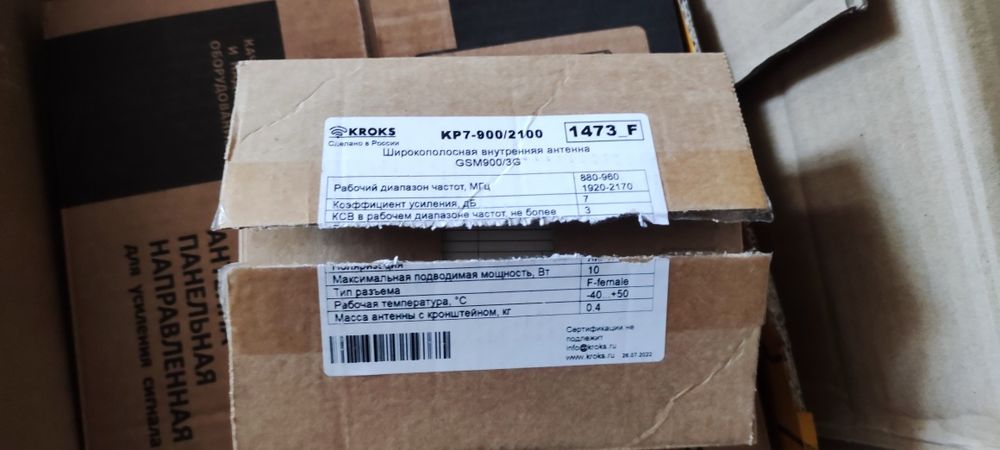 KROKS
Сделано в России
КР7-900/2100
1473_F
Широкополосная внутренняя антенна
GSM900/3G
Рабочий диапазон частот, МГц
880-960
1920-2170
Коэффициент усиления, дБ 7
КСВ в рабочем диапазоне частот, не более 3
Поляризация
Максимальная подводимая мощность, Вт 10
Тип разъема F-female
Рабочая температура, °С -40...+50
Масса антенны с кронштейном, кг 0.4
Сертификации не
подлежит
info@kroks.ru
www.kroks.ru 26.07.2022
ПАНЕЛЬНАЯ
НАПРАВЛЕННАЯ
для усиления сигнала